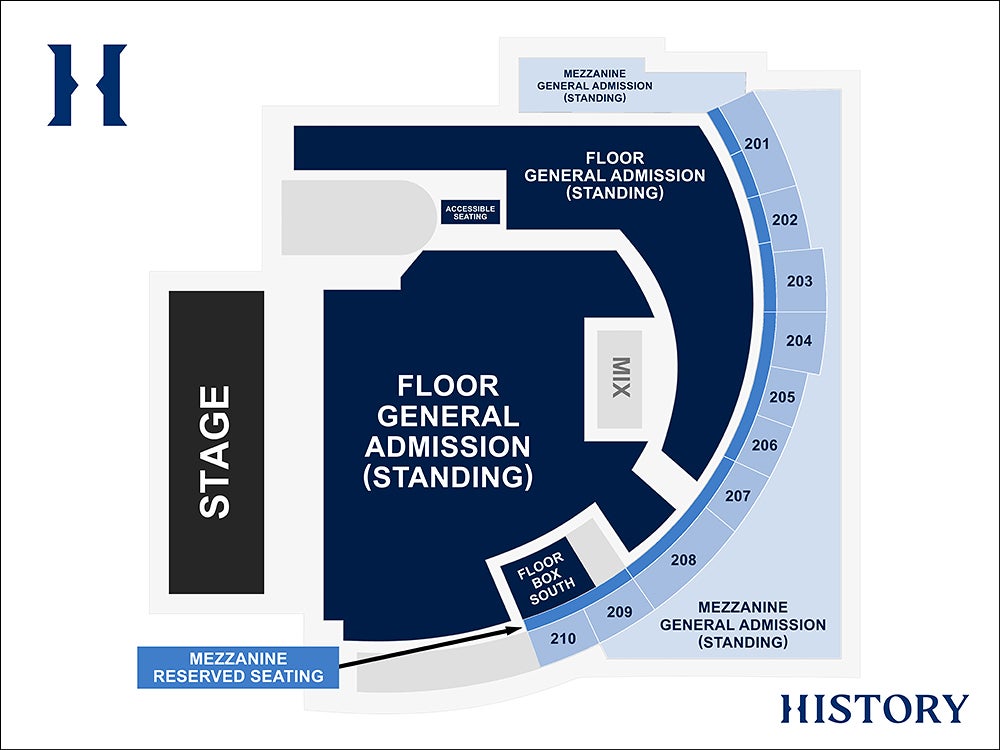 H
MEZZANINE
GENERAL ADMISSION
(STANDING)
201
FLOOR
GENERAL ADMISSION
(STANDING)
ACCESSIBLE
SEATING
202
203
204
MIX
STAGE
FLOOR
GENERAL
ADMISSION
(STANDING)
205
206
207
208
FLOOR
BOX
SOUTH
209
210
MEZZANINE
GENERAL ADMISSION
(STANDING)
MEZZANINE
RESERVED SEATING
HISTORY